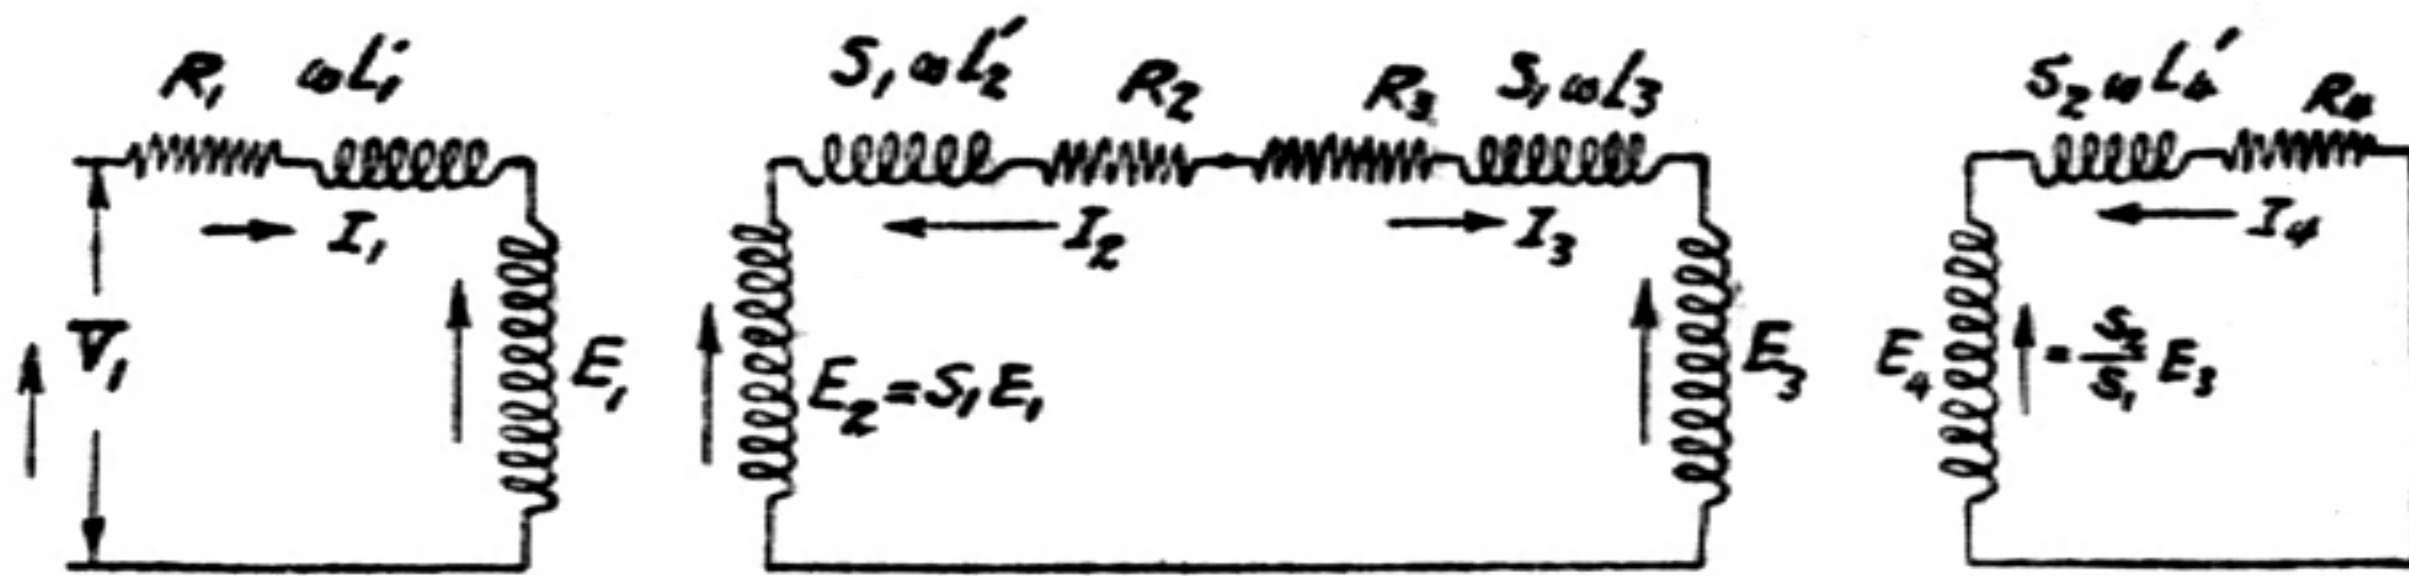 R₁ ωL₁′
S₁ωL₂′ R₂ R₃ S₁ωL₃
S₂ωL₄′ R₄
I₁ I₂ I₃ I₄
V₁ E₁ E₂=S₁E₁ E₃ E₄ = S₂/S₁ E₃